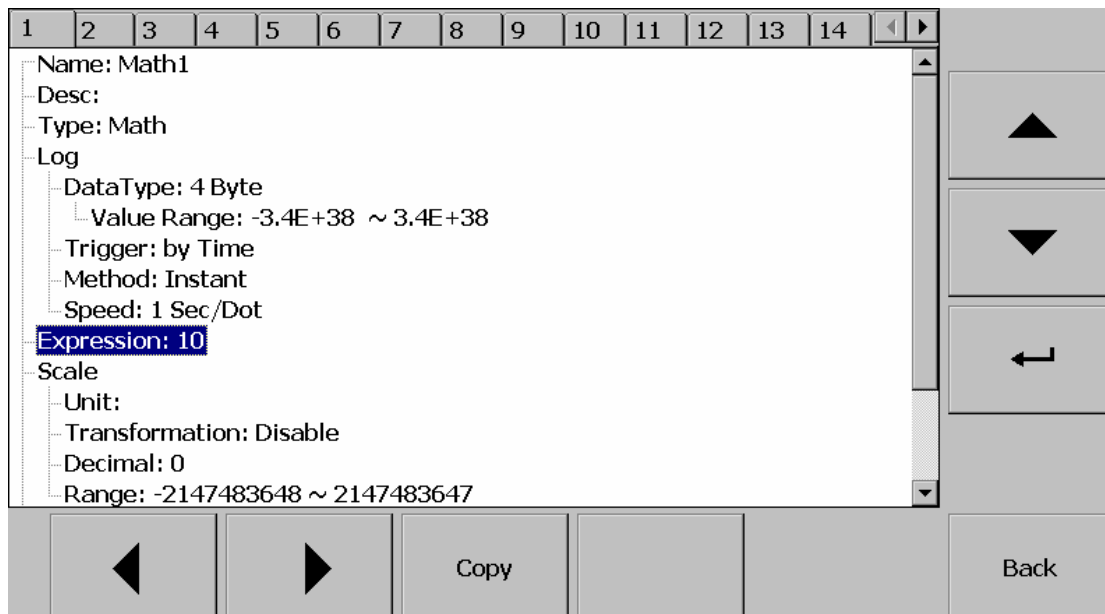 1 2 3 4 5 6 7 8 9 10 11 12 13 14
Name: Math1
Desc:
Type: Math
Log
DataType: 4 Byte
Value Range: -3.4E+38 ~ 3.4E+38
Trigger: by Time
Method: Instant
Speed: 1 Sec/Dot
Expression: 10
Scale
Unit:
Transformation: Disable
Decimal: 0
Range: -2147483648 ~ 2147483647
Copy
Back